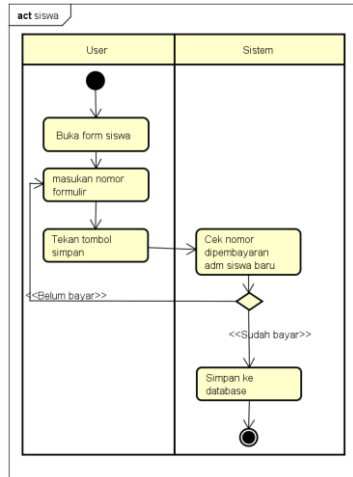 act siswa
User
Sistem
Buka form siswa
masukan nomor
formulir
Tekan tombol
simpan
Cek nomor
dipembayaran
adm siswa baru
<<Belum bayar>>
<<Sudah bayar>>
Simpan ke
database